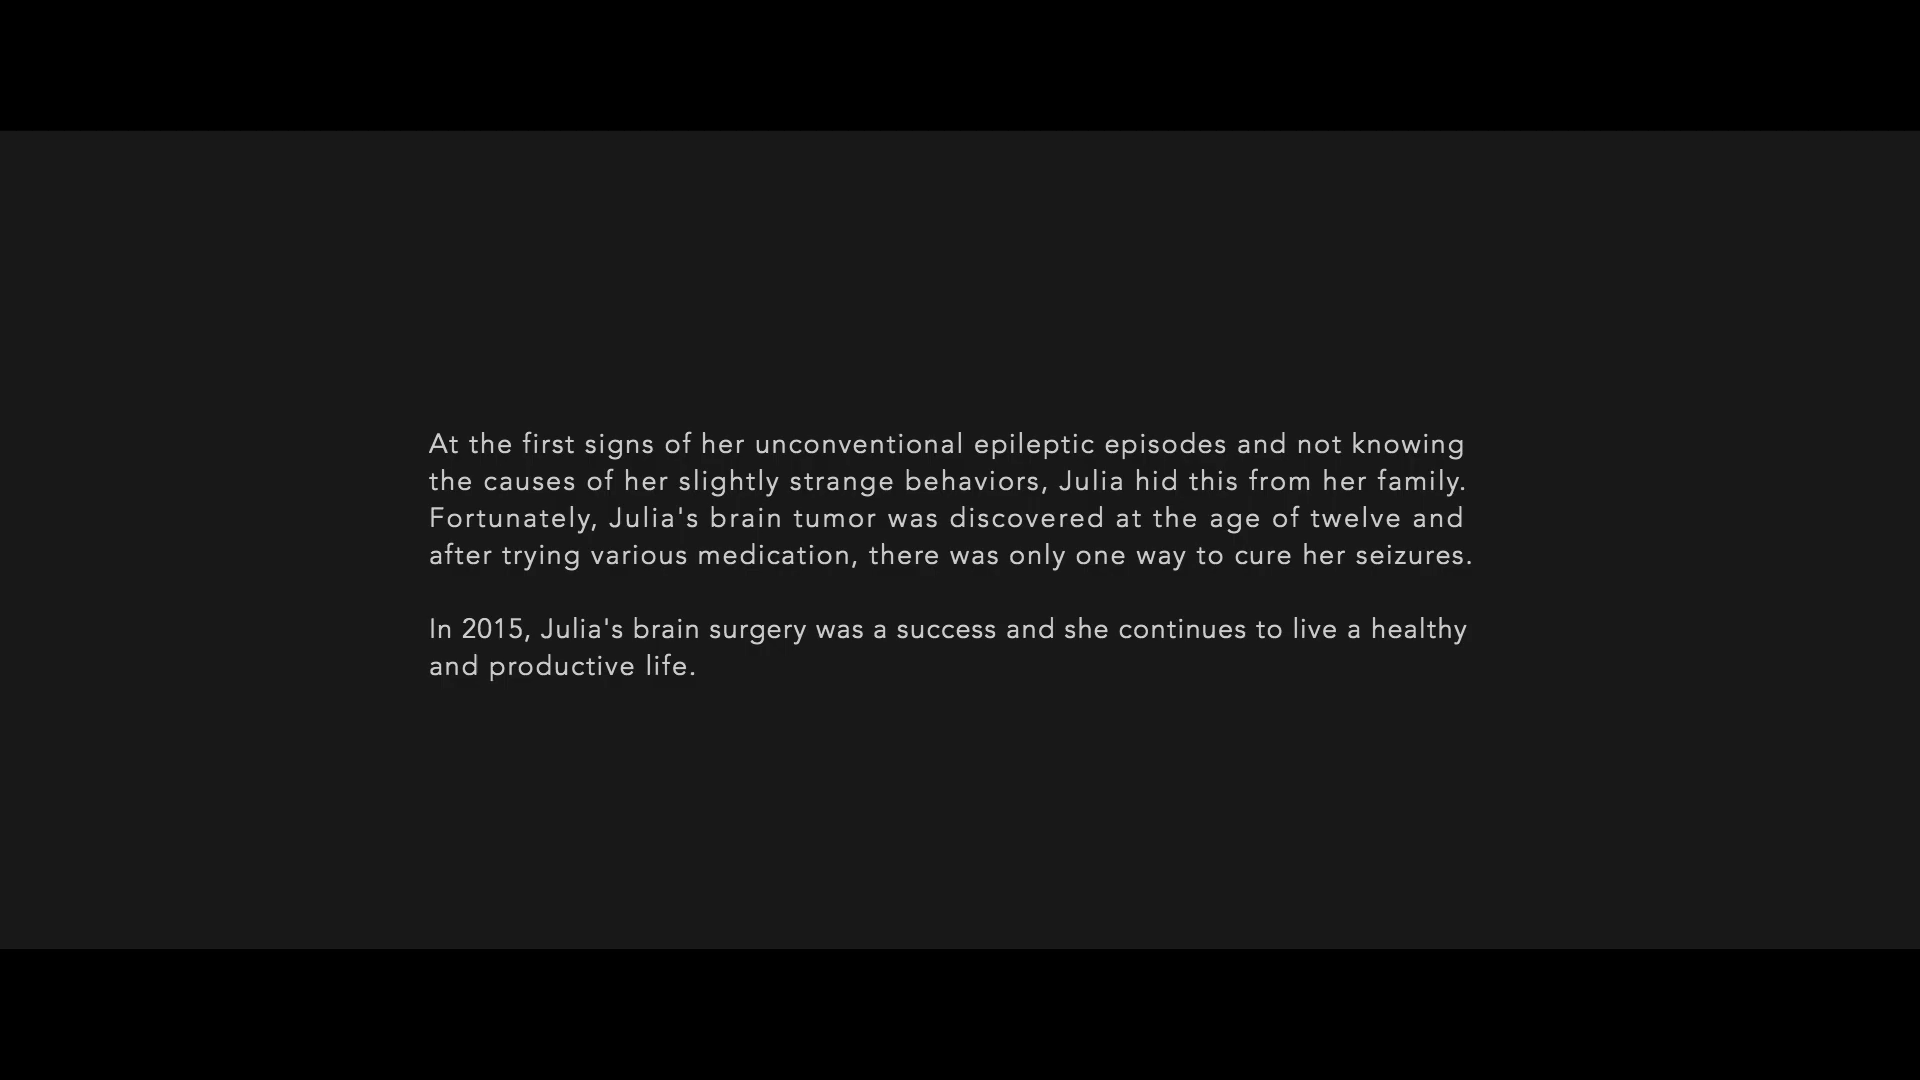 At the first signs of her unconventional epileptic episodes and not knowing
the causes of her slightly strange behaviors, Julia hid this from her family.
Fortunately, Julia's brain tumor was discovered at the age of twelve and
after trying various medication, there was only one way to cure her seizures.
In 2015, Julia's brain surgery was a success and she continues to live a healthy
and productive life.